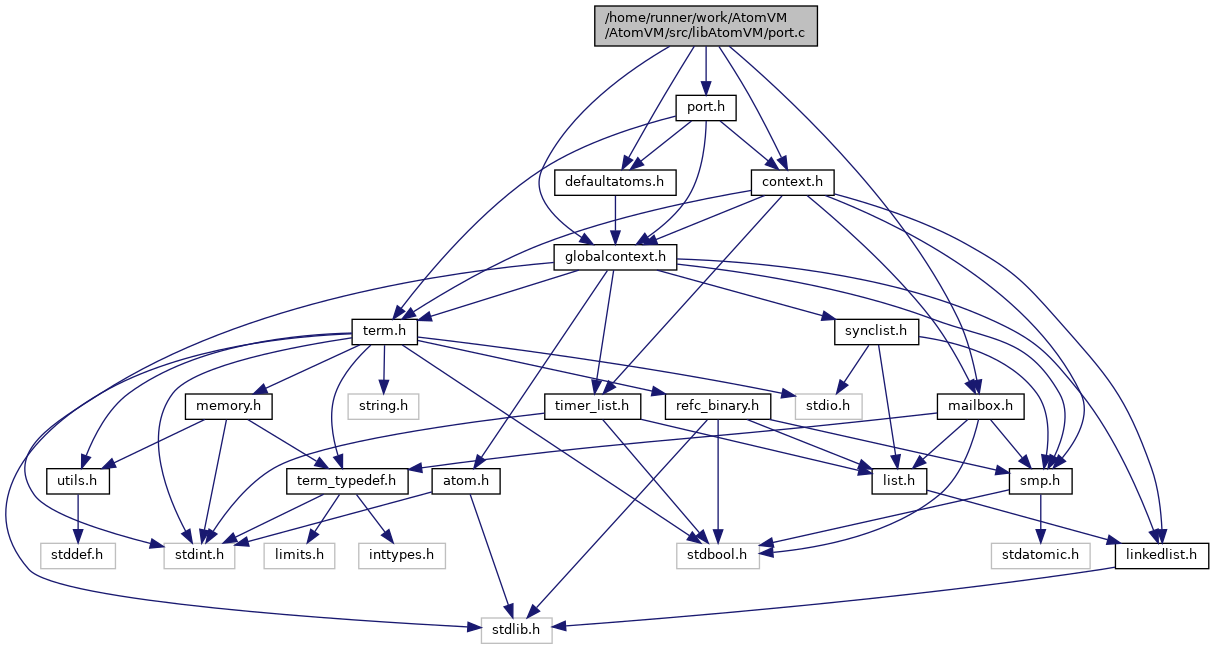 /home/runner/work/AtomVM
/AtomVM/src/libAtomVM/port.c
port.h
defaultatoms.h
context.h
globalcontext.h
term.h
synclist.h
memory.h
string.h
timer_list.h
refc_binary.h
stdio.h
mailbox.h
utils.h
term_typedef.h
atom.h
list.h
smp.h
stddef.h
stdint.h
limits.h
inttypes.h
stdbool.h
stdatomic.h
linkedlist.h
stdlib.h